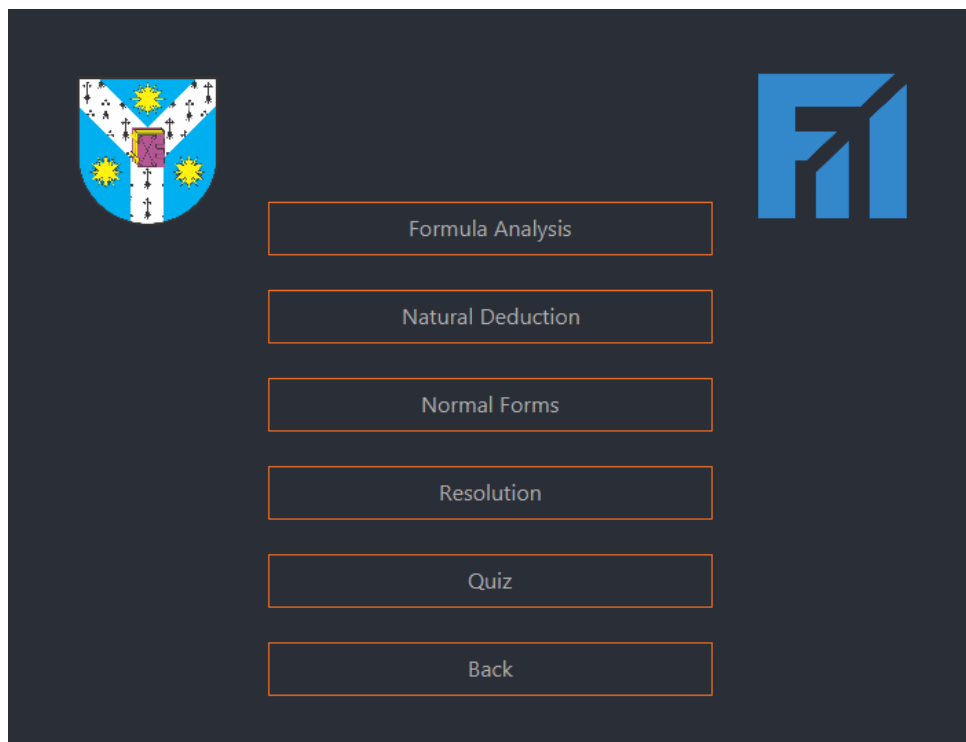 Formula Analysis
Natural Deduction
Normal Forms
Resolution
Quiz
Back